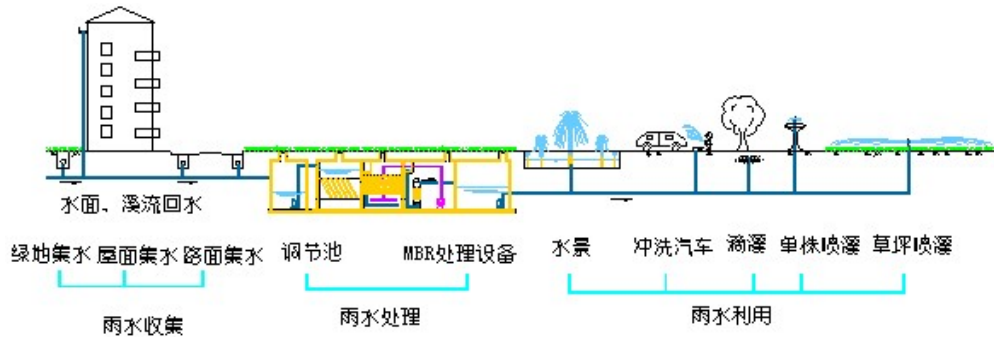 水面、溪流回水
绿地集水 屋面集水 路面集水 调节池 MBR处理设备 水景 冲洗汽车 滴灌 单株喷灌 草坪喷灌
雨水收集 雨水处理 雨水利用